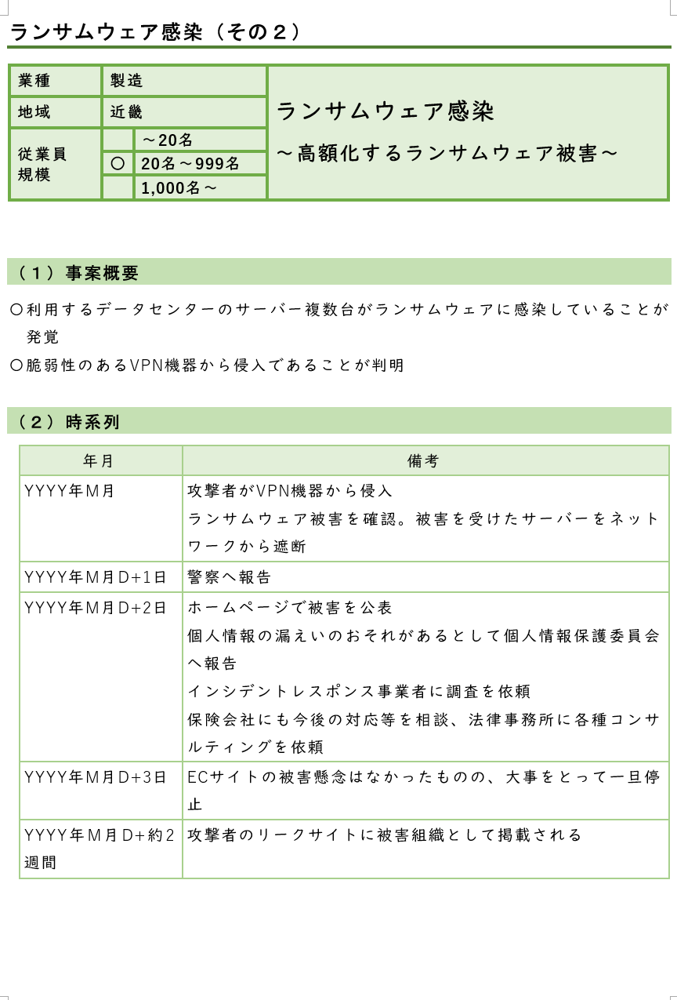 ランサムウェア感染（その２）
業種 製造
地域 近畿
従業員
規模
～20名
〇 20名～999名
1,000名～
ランサムウェア感染
～高額化するランサムウェア被害～
（１）事案概要
〇利用するデータセンターのサーバー複数台がランサムウェアに感染していることが
発覚
〇脆弱性のあるVPN機器から侵入であることが判明
（２）時系列
年月 備考
YYYY年M月 攻撃者がVPN機器から侵入
ランサムウェア被害を確認。被害を受けたサーバーをネット
ワークから遮断
YYYY年M月D+1日 警察へ報告
YYYY年M月D+2日 ホームページで被害を公表
個人情報の漏えいのおそれがあるとして個人情報保護委員会
へ報告
インシデントレスポンス事業者に調査を依頼
保険会社にも今後の対応等を相談、法律事務所に各種コンサ
ルティングを依頼
YYYY年M月D+3日 ECサイトの被害懸念はなかったものの、大事をとって一旦停
止
YYYY年M月D+約2 攻撃者のリークサイトに被害組織として掲載される
週間